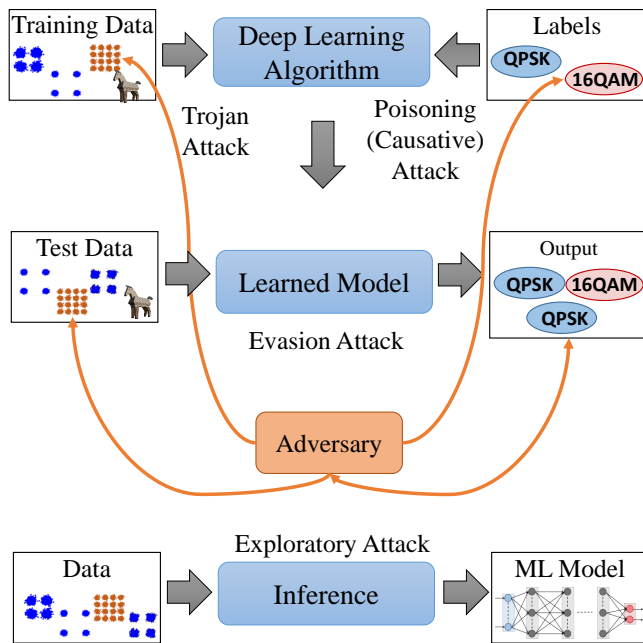 Training Data
Deep Learning
Algorithm
Labels
QPSK
16QAM
Trojan
Attack
Poisoning
(Causative)
Attack
Test Data
Learned Model
Output
QPSK
16QAM
QPSK
Evasion Attack
Adversary
Exploratory Attack
Data
Inference
ML Model